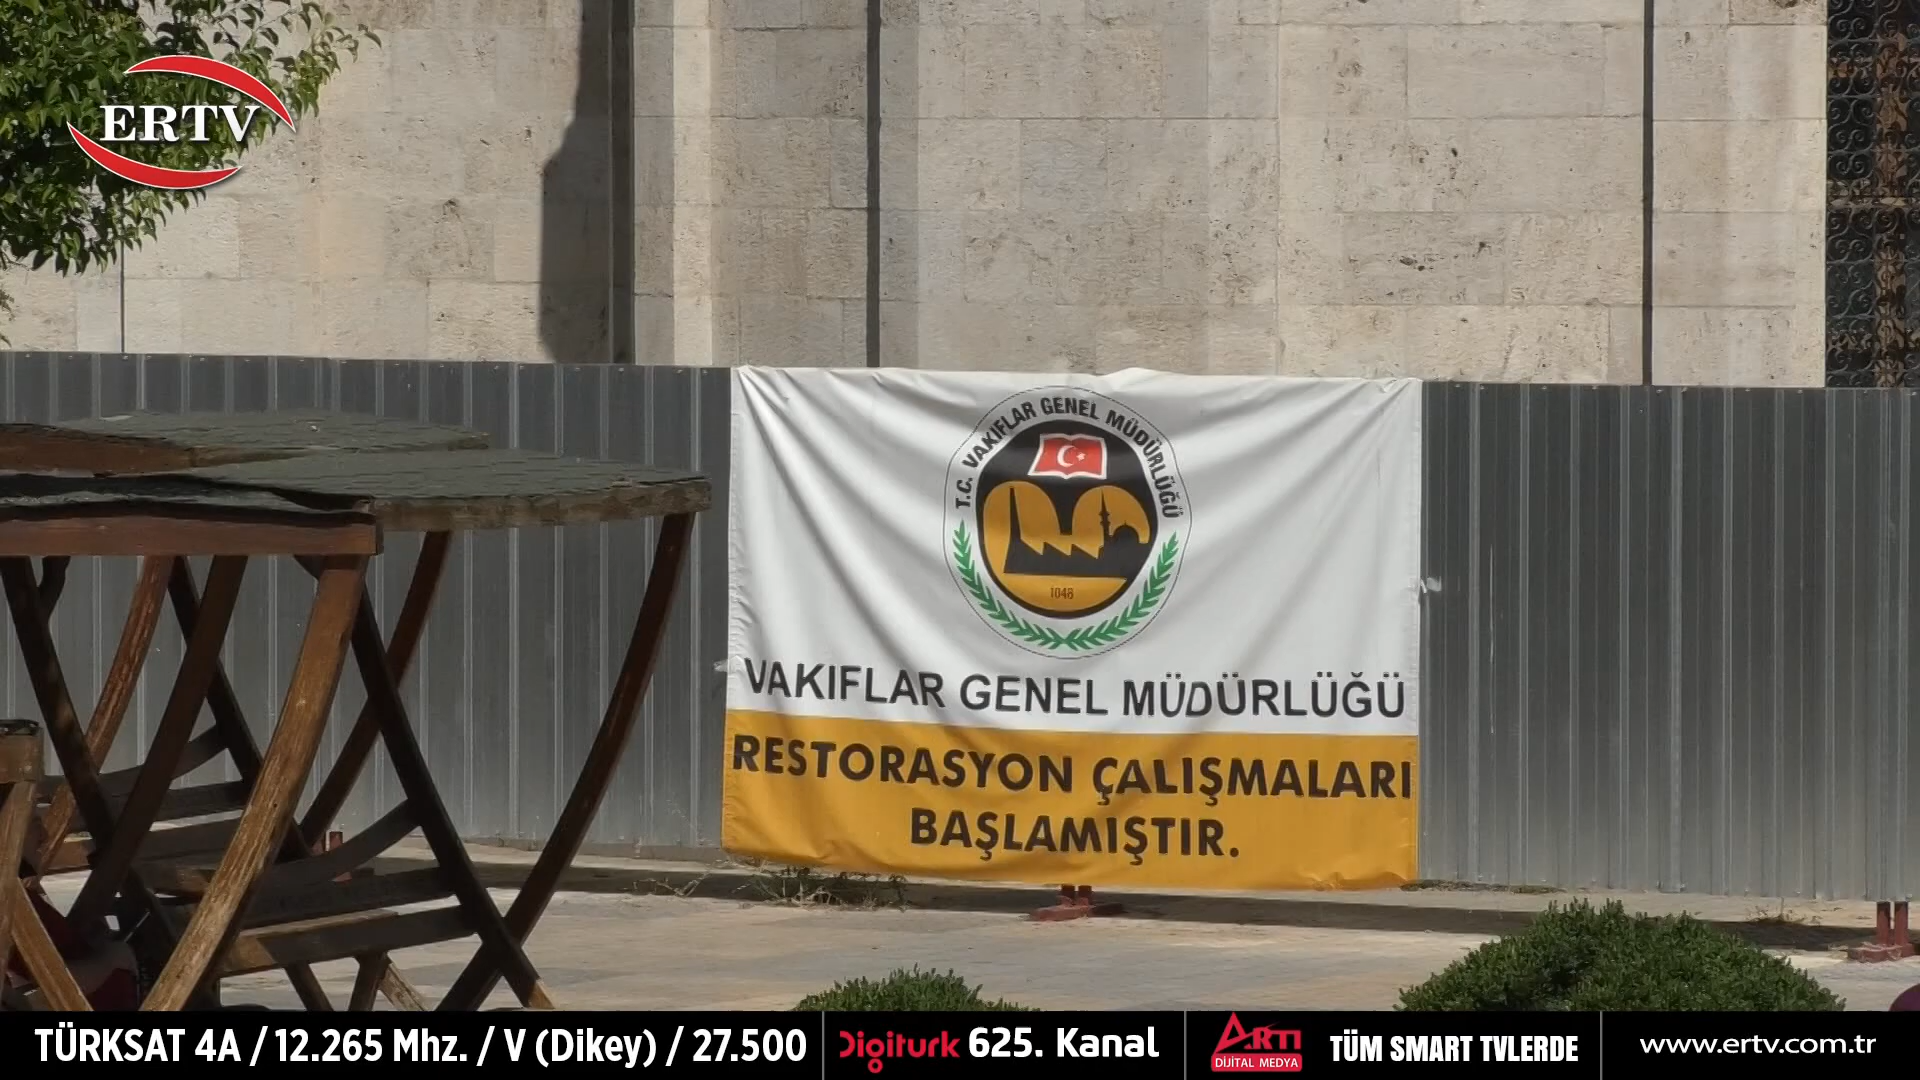 ERTV
T.C. VAKIFLAR GENEL MÜDÜRLÜĞÜ
1048
VAKIFLAR GENEL MÜDÜRLÜĞÜ
RESTORASYON ÇALIŞMALARI
BAŞLAMIŞTIR.
TÜRKSAT 4A / 12.265 Mhz. / V (Dikey) / 27.500
Digiturk 625. Kanal
ARTI
DİJİTAL MEDYA
TÜM SMART TVLERDE
www.ertv.com.tr